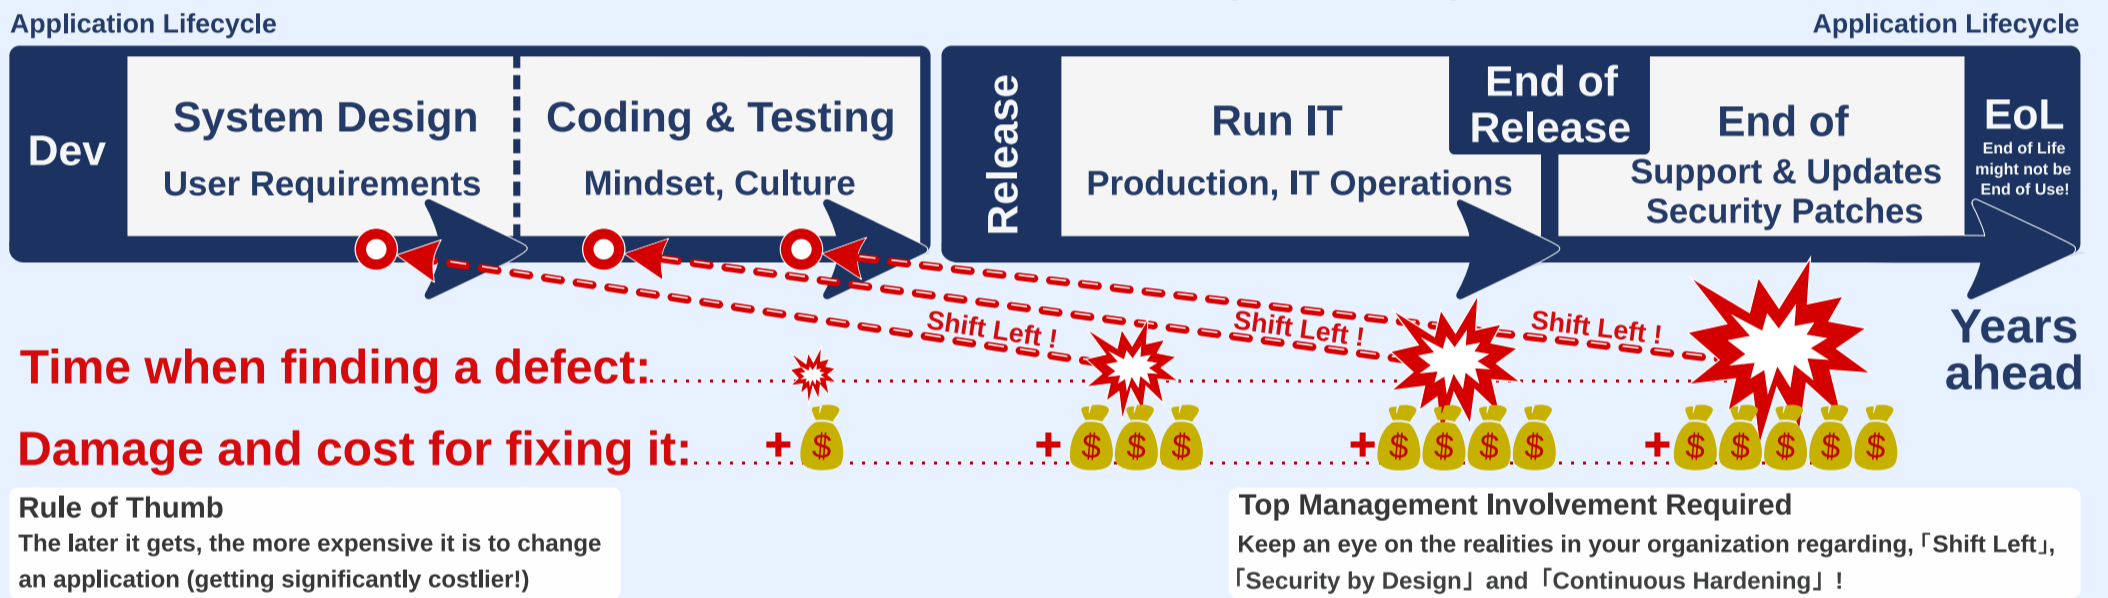 Application Lifecycle
Application Lifecycle
Dev
System Design
User Requirements
Coding & Testing
Mindset, Culture
Release
Run IT
Production, IT Operations
End of
Release
End of
Support & Updates
Security Patches
EoL
End of Life
might not be
End of Use!
Shift Left !
Shift Left !
Shift Left !
Years
ahead
Time when finding a defect:
Damage and cost for fixing it:
+ $
+ $ $ $
+ $ $ $ $
+ $ $ $ $ $
Rule of Thumb
The later it gets, the more expensive it is to change
an application (getting significantly costlier!)
Top Management Involvement Required
Keep an eye on the realities in your organization regarding,「Shift Left」,
「Security by Design」 and 「Continuous Hardening」 !